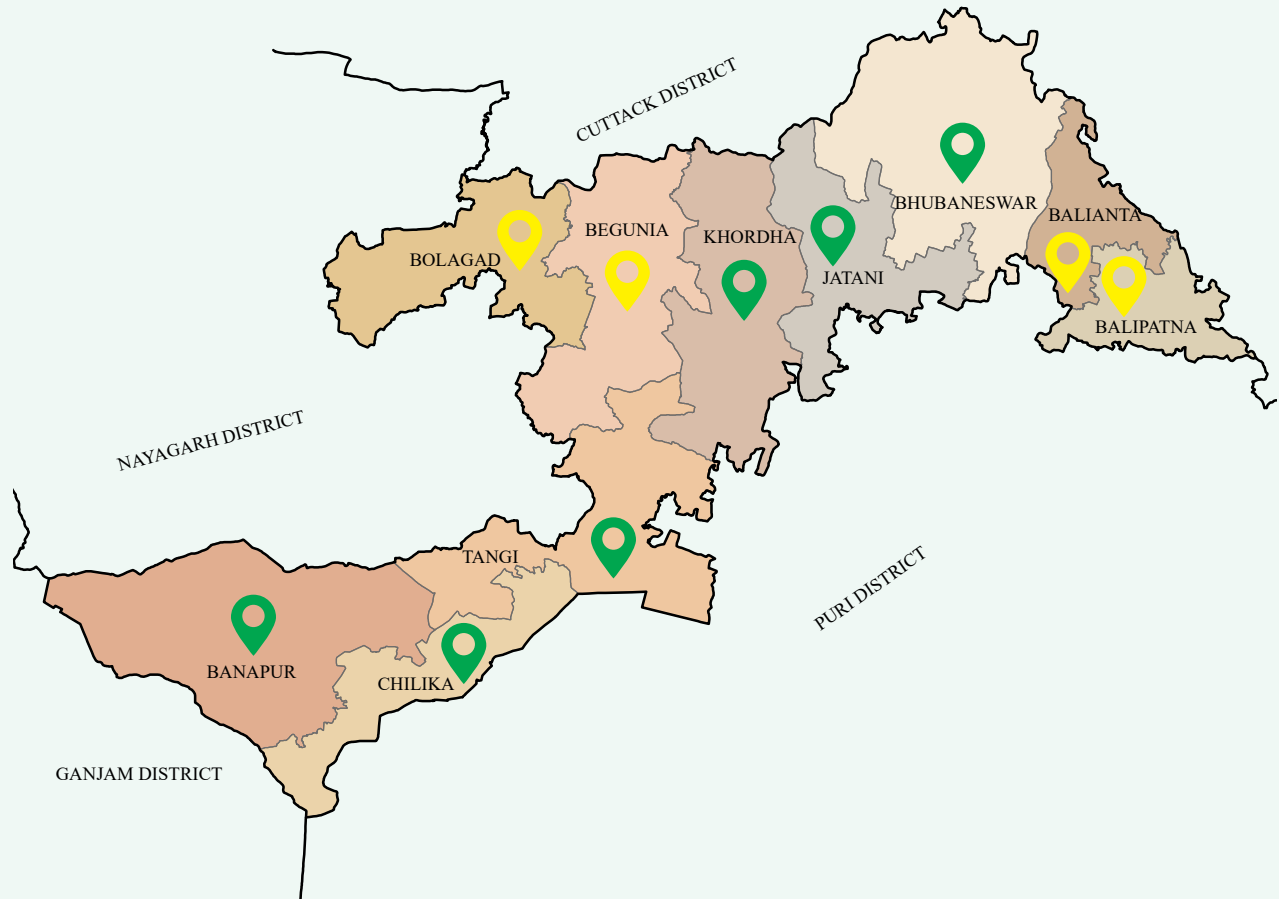 CUTTACK DISTRICT
BHUBANESWAR
BALIANTA
BEGUNIA
KHORDHA
BOLAGAD
JATANI
BALIPATNA
NAYAGARH DISTRICT
TANGI
PURI DISTRICT
BANAPUR
CHILIKA
GANJAM DISTRICT